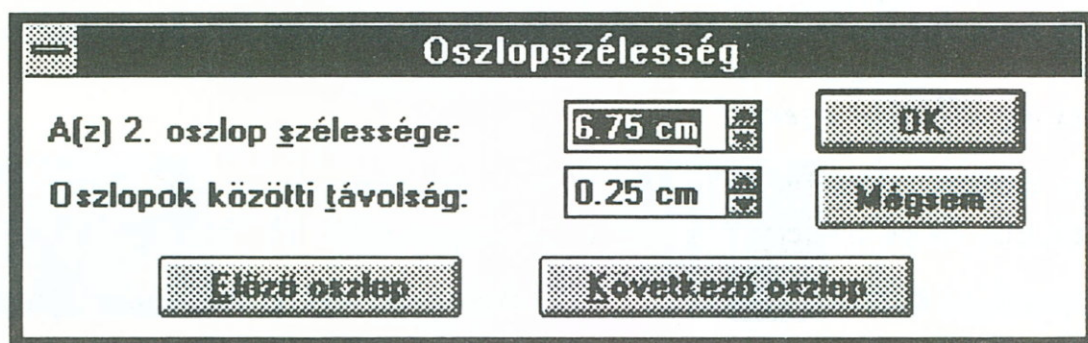 Oszlopszélesség
A(z) 2. oszlop szélessége: 6.75 cm OK
Oszlopok közötti távolság: 0.25 cm Mégsem
Előző oszlop Következő oszlop